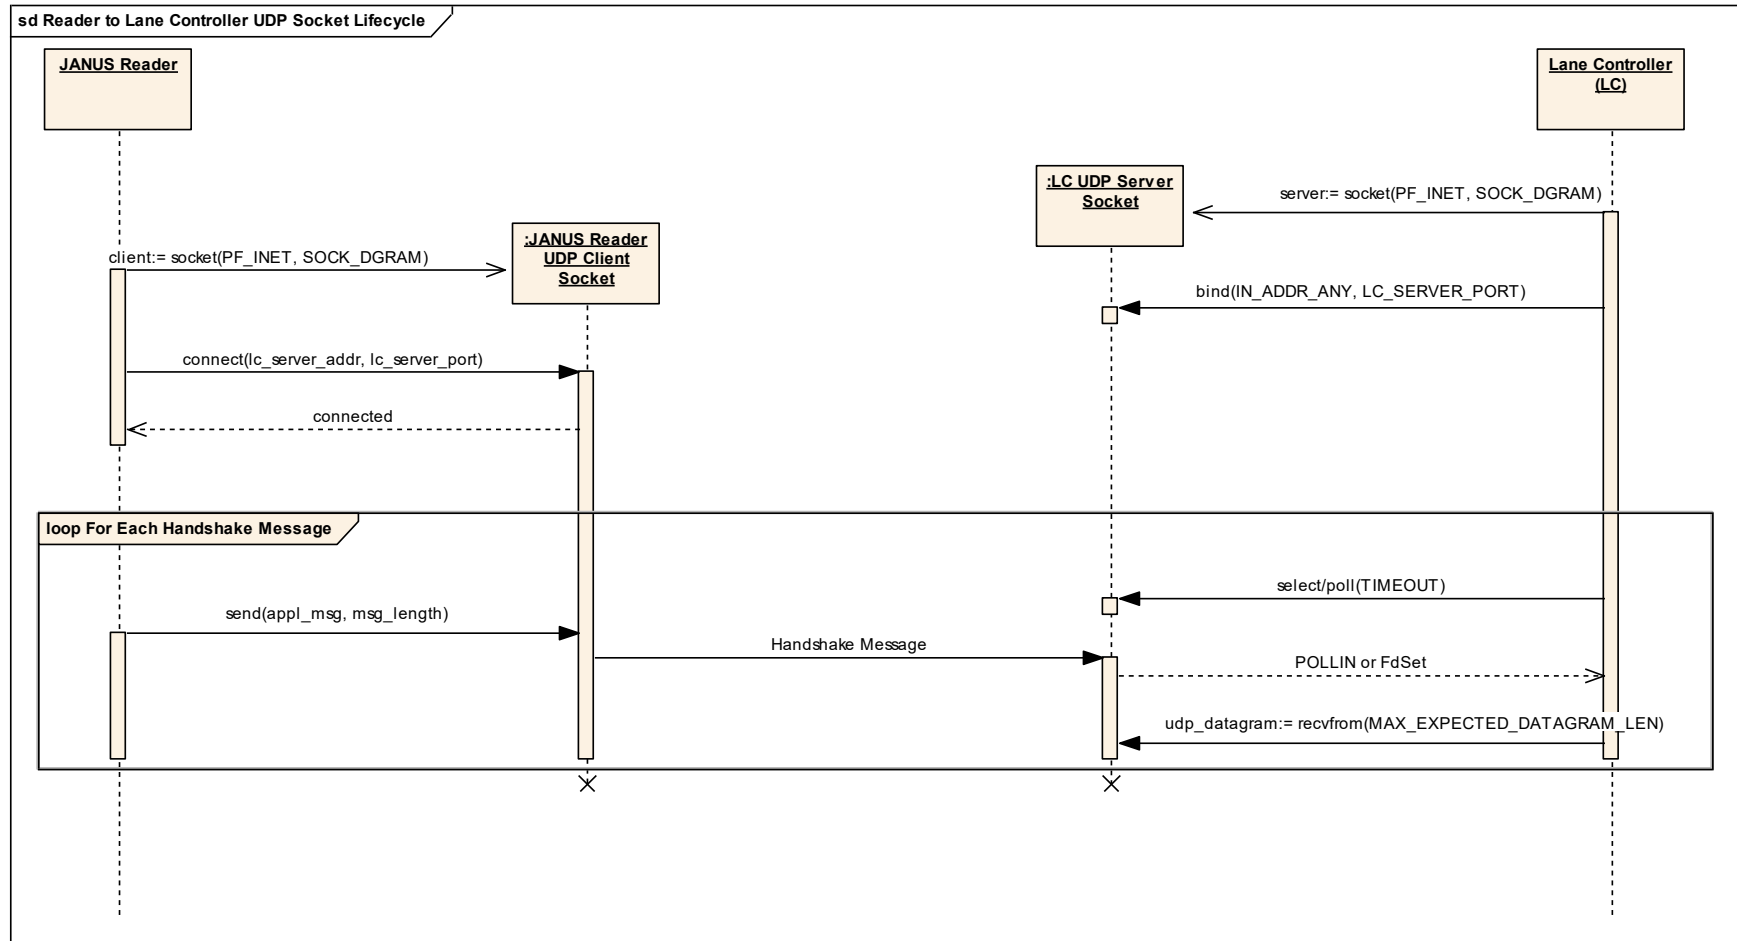 sd Reader to Lane Controller UDP Socket Lifecycle
JANUS Reader
Lane Controller
(LC)
:LC UDP Server
Socket
server:= socket(PF_INET, SOCK_DGRAM)
:JANUS Reader
UDP Client
Socket
client:= socket(PF_INET, SOCK_DGRAM)
bind(IN_ADDR_ANY, LC_SERVER_PORT)
connect(lc_server_addr, lc_server_port)
connected
loop For Each Handshake Message
select/poll(TIMEOUT)
send(appl_msg, msg_length)
Handshake Message
POLLIN or FdSet
udp_datagram:= recvfrom(MAX_EXPECTED_DATAGRAM_LEN)